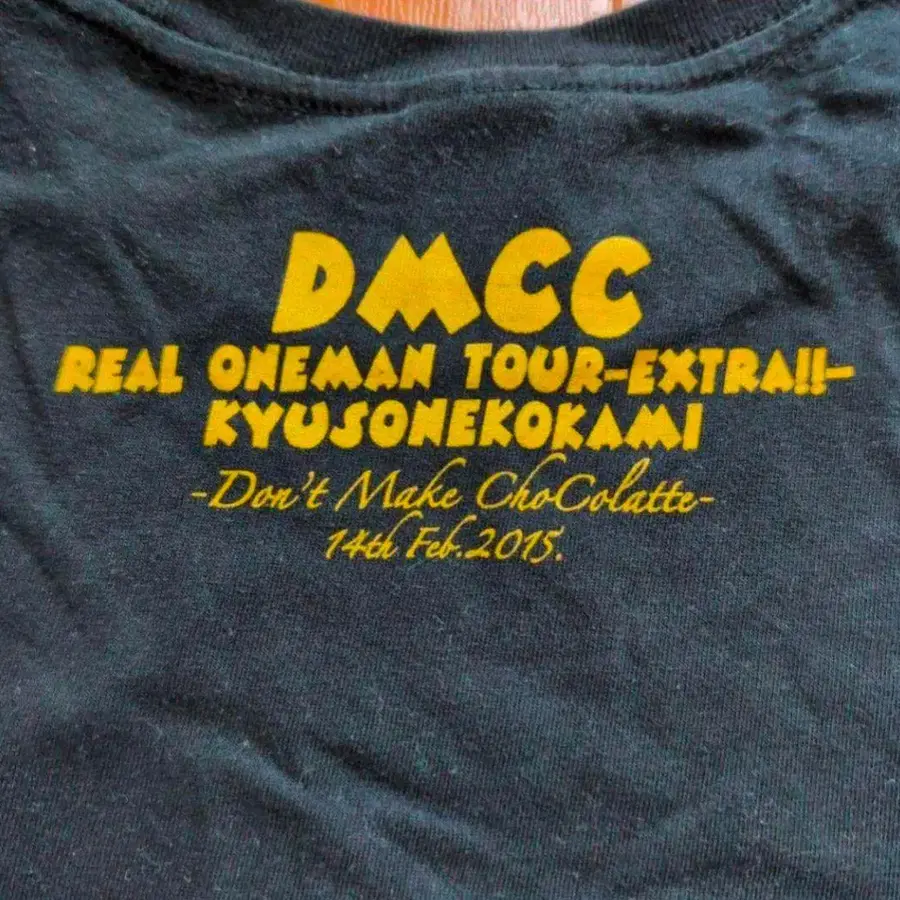 DMCC
REAL ONEMAN TOUR-EXTRA!!-
KYUSONEKOKAMI
-Don't Make ChoColatte-
14th Feb.2015.